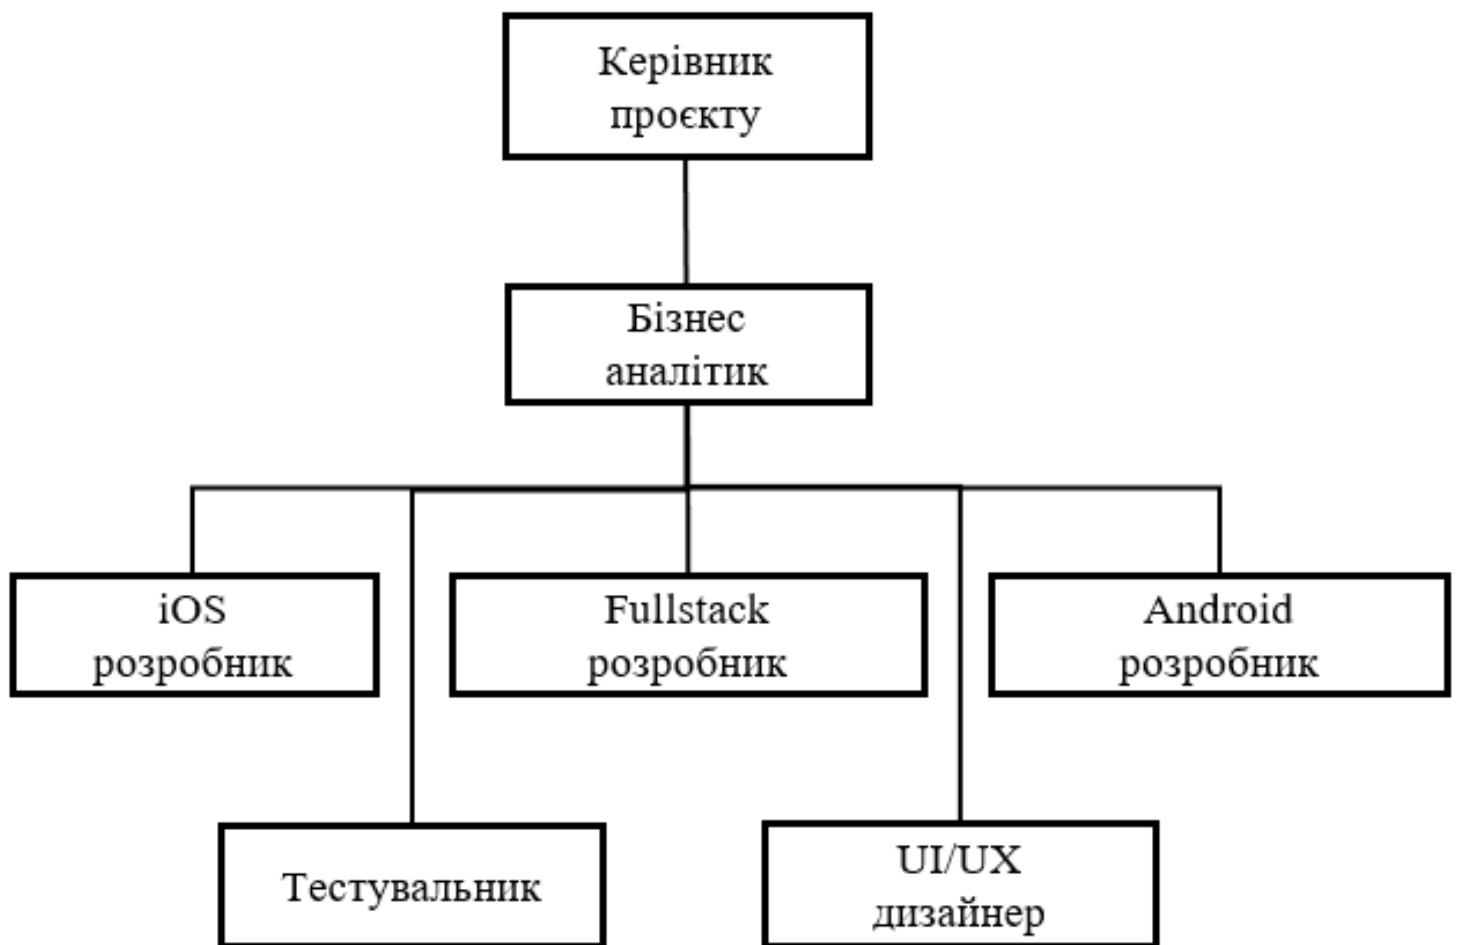 Керівник
проєкту
Бізнес
аналітик
iOS
розробник
Fullstack
розробник
Android
розробник
Тестувальник
UI/UX
дизайнер